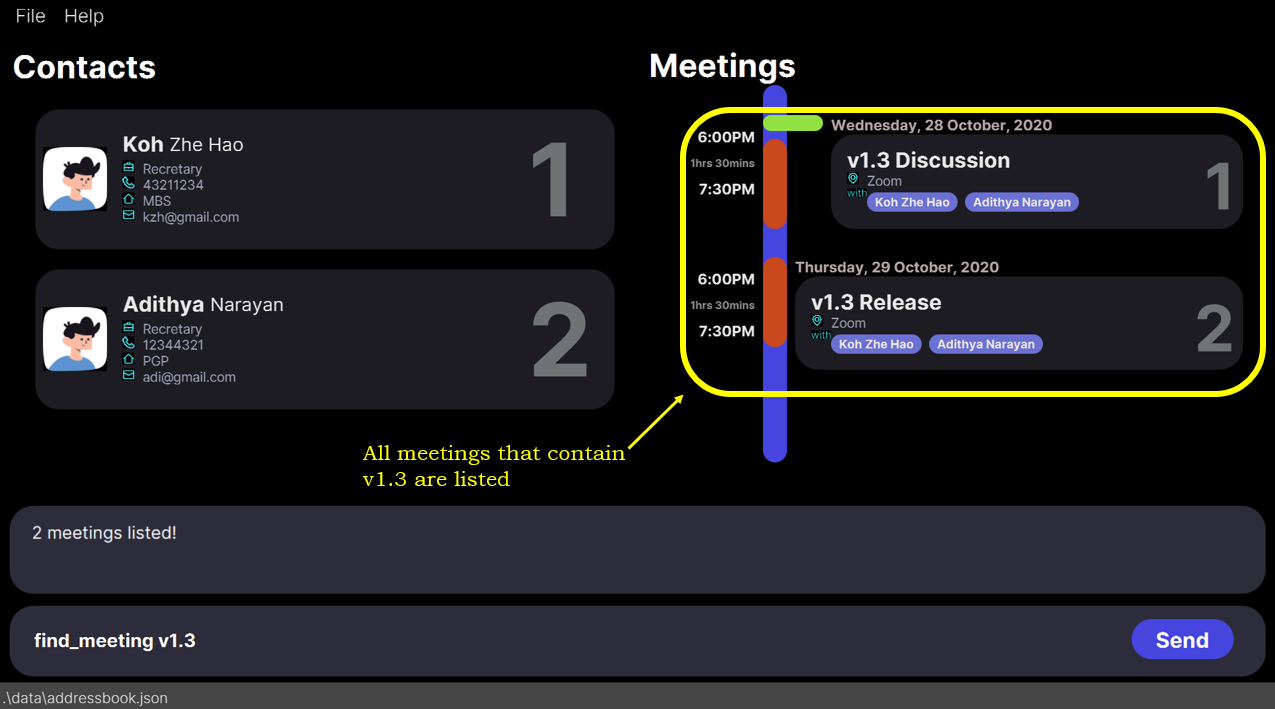 File Help
Contacts
Koh Zhe Hao
Recretary
43211234
MBS
kzh@gmail.com
1
Adithya Narayan
Recretary
12344321
PGP
adi@gmail.com
2
Meetings
Wednesday, 28 October, 2020
6:00PM
1hrs 30mins
7:30PM
v1.3 Discussion
Zoom
with Koh Zhe Hao Adithya Narayan
1
Thursday, 29 October, 2020
6:00PM
1hrs 30mins
7:30PM
v1.3 Release
Zoom
with Koh Zhe Hao Adithya Narayan
2
All meetings that contain
v1.3 are listed
2 meetings listed!
find_meeting v1.3
Send
.\data\addressbook.json